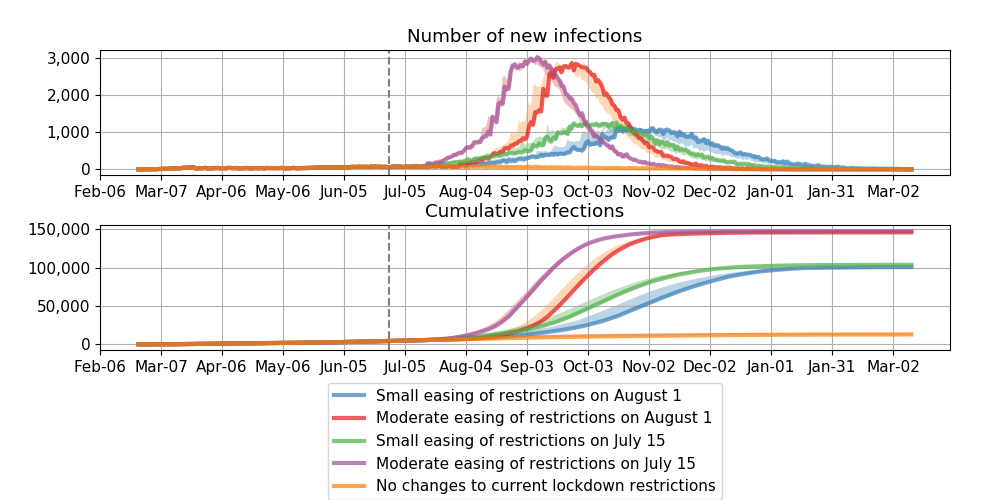 Number of new infections
3,000
2,000
1,000
0
Feb-06 Mar-07 Apr-06 May-06 Jun-05 Jul-05 Aug-04 Sep-03 Oct-03 Nov-02 Dec-02 Jan-01 Jan-31 Mar-02
Cumulative infections
150,000
100,000
50,000
0
Feb-06 Mar-07 Apr-06 May-06 Jun-05 Jul-05 Aug-04 Sep-03 Oct-03 Nov-02 Dec-02 Jan-01 Jan-31 Mar-02
Small easing of restrictions on August 1
Moderate easing of restrictions on August 1
Small easing of restrictions on July 15
Moderate easing of restrictions on July 15
No changes to current lockdown restrictions